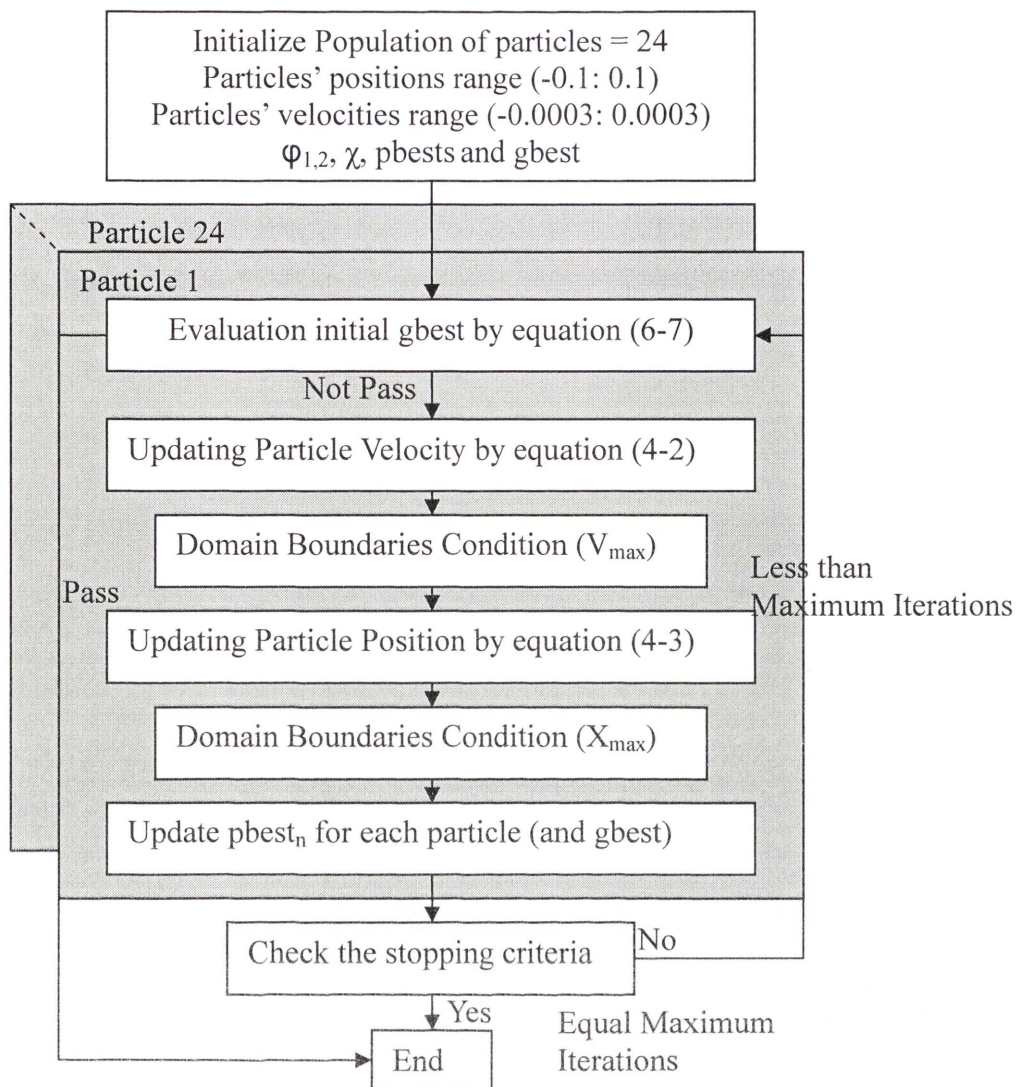 Initialize Population of particles = 24
Particles' positions range (-0.1: 0.1)
Particles' velocities range (-0.0003: 0.0003)
φ1,2, χ, pbests and gbest
Particle 24
Particle 1
Evaluation initial gbest by equation (6-7)
Not Pass
Updating Particle Velocity by equation (4-2)
Domain Boundaries Condition (Vmax)
Less than
Maximum Iterations
Pass
Updating Particle Position by equation (4-3)
Domain Boundaries Condition (Xmax)
Update pbestn for each particle (and gbest)
Check the stopping criteria
No
Yes
Equal Maximum
Iterations
End